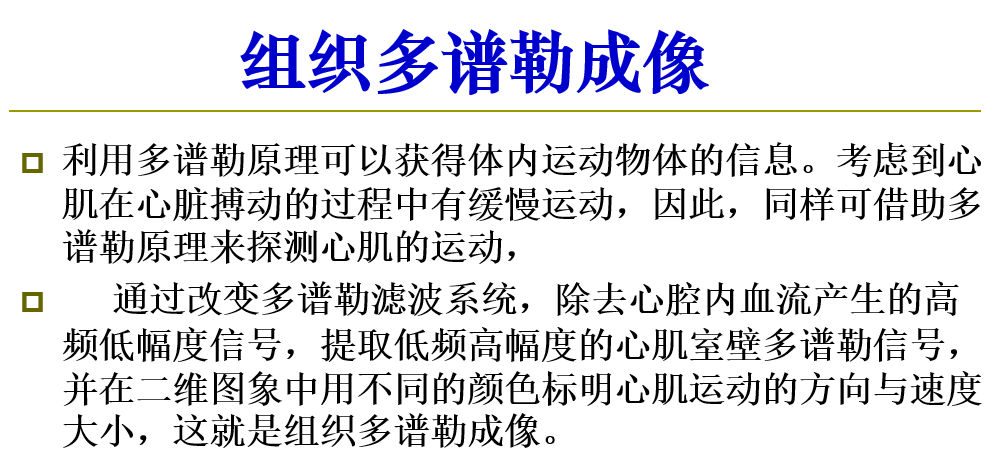 组织多谱勒成像
利用多谱勒原理可以获得体内运动物体的信息。考虑到心
肌在心脏搏动的过程中有缓慢运动，因此，同样可借助多
谱勒原理来探测心肌的运动，
通过改变多谱勒滤波系统，除去心腔内血流产生的高
频低幅度信号，提取低频高幅度的心肌室壁多谱勒信号，
并在二维图象中用不同的颜色标明心肌运动的方向与速度
大小，这就是组织多谱勒成像。